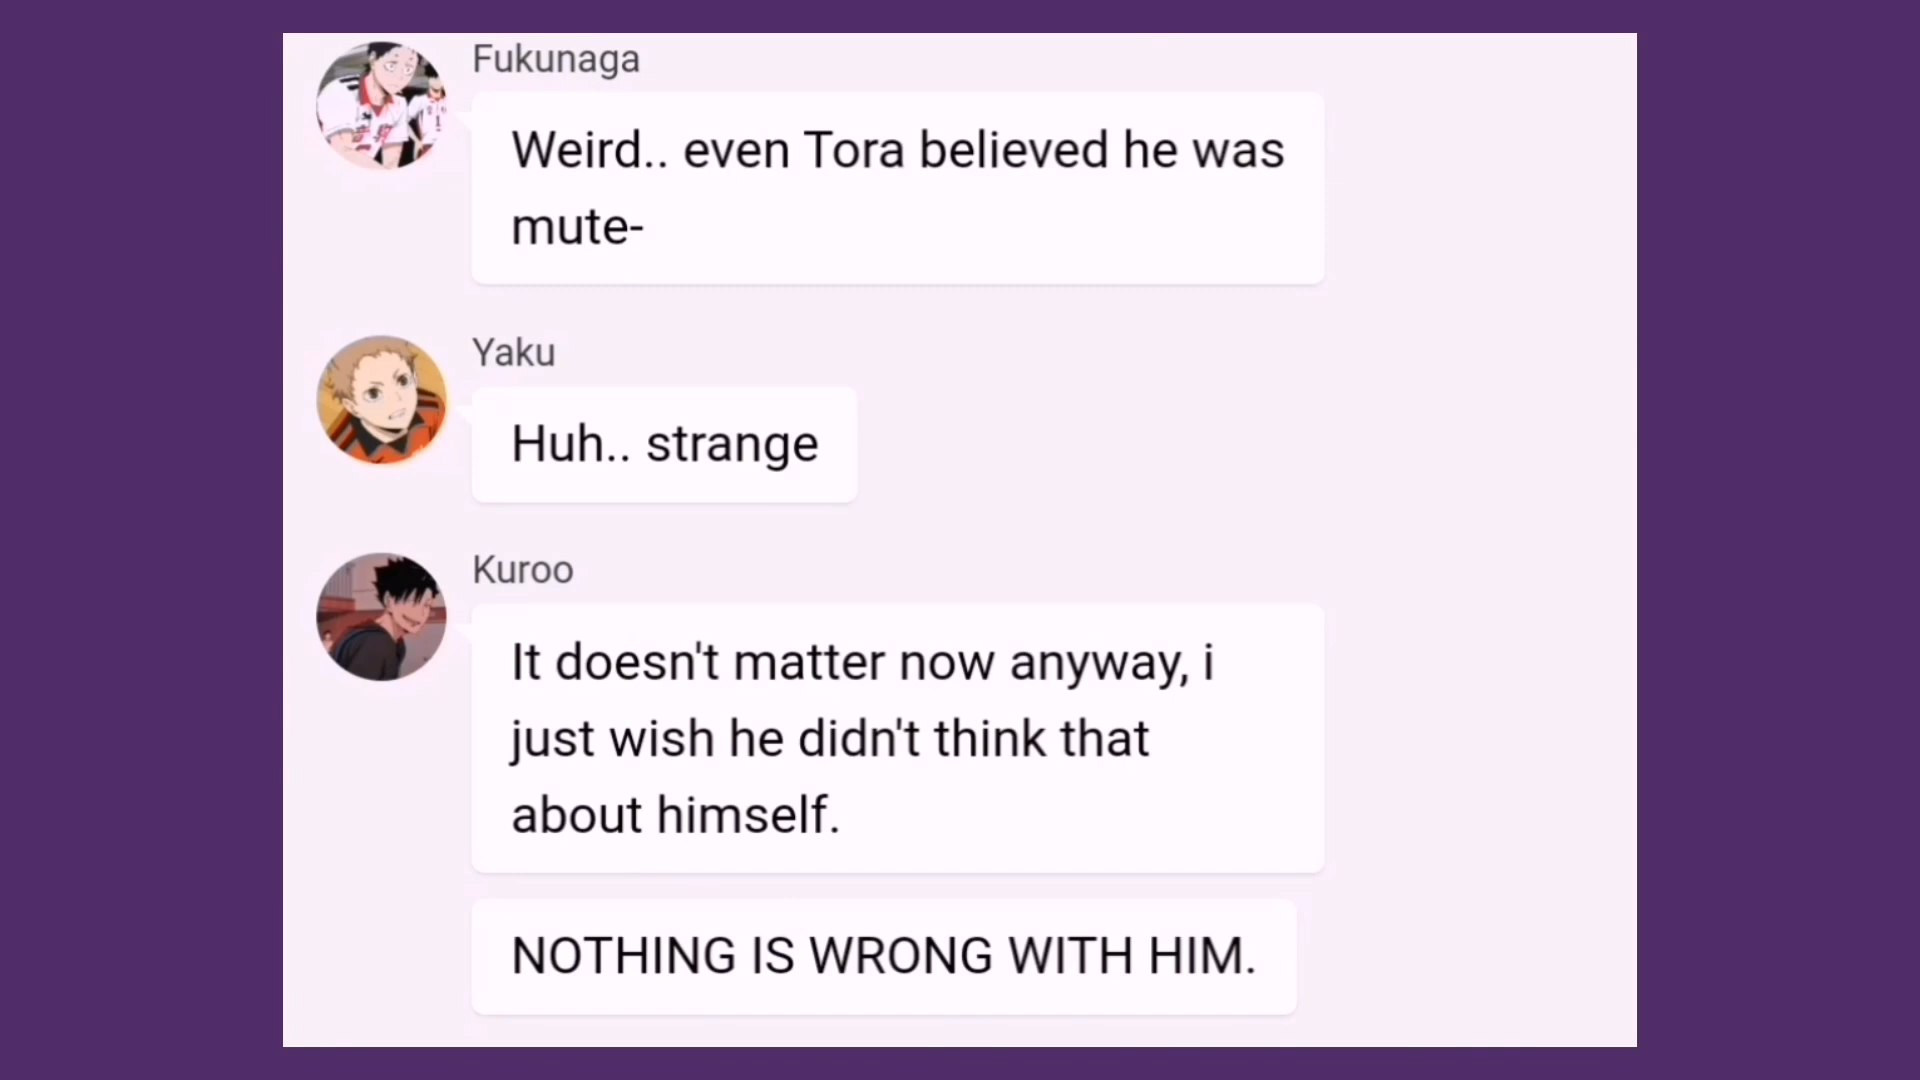 Fukunaga
Weird.. even Tora believed he was
mute-
Yaku
Huh.. strange
Kuroo
It doesn't matter now anyway, i
just wish he didn't think that
about himself.
NOTHING IS WRONG WITH HIM.